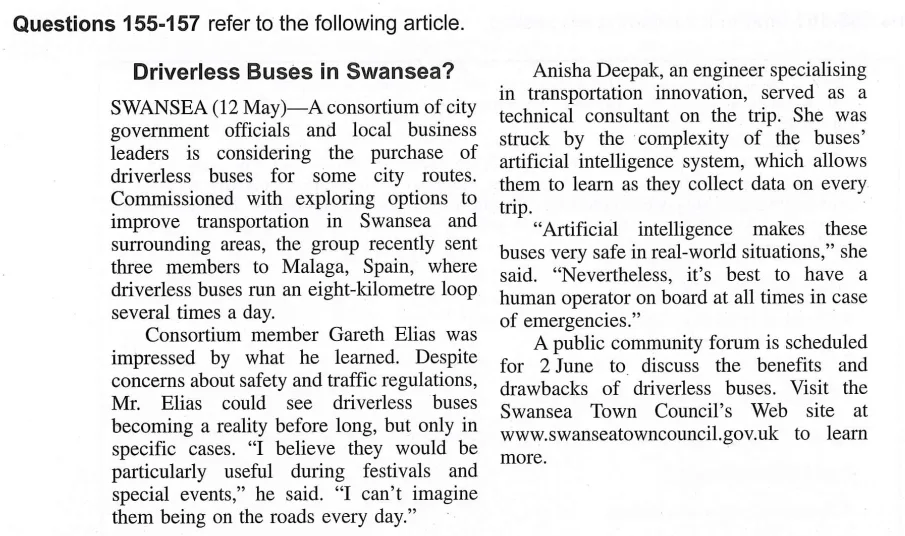 Questions 155-157 refer to the following article.
Driverless Buses in Swansea?
SWANSEA (12 May)—A consortium of city
government officials and local business
leaders is considering the purchase of
driverless buses for some city routes.
Commissioned with exploring options to
improve transportation in Swansea and
surrounding areas, the group recently sent
three members to Malaga, Spain, where
driverless buses run an eight-kilometre loop
several times a day.
Consortium member Gareth Elias was
impressed by what he learned. Despite
concerns about safety and traffic regulations,
Mr. Elias could see driverless buses
becoming a reality before long, but only in
specific cases. “I believe they would be
particularly useful during festivals and
special events,” he said. “I can’t imagine
them being on the roads every day.”
Anisha Deepak, an engineer specialising
in transportation innovation, served as a
technical consultant on the trip. She was
struck by the complexity of the buses’
artificial intelligence system, which allows
them to learn as they collect data on every
trip.
“Artificial intelligence makes these
buses very safe in real-world situations,” she
said. “Nevertheless, it’s best to have a
human operator on board at all times in case
of emergencies.”
A public community forum is scheduled
for 2 June to discuss the benefits and
drawbacks of driverless buses. Visit the
Swansea Town Council’s Web site at
www.swanseatowncouncil.gov.uk to learn
more.